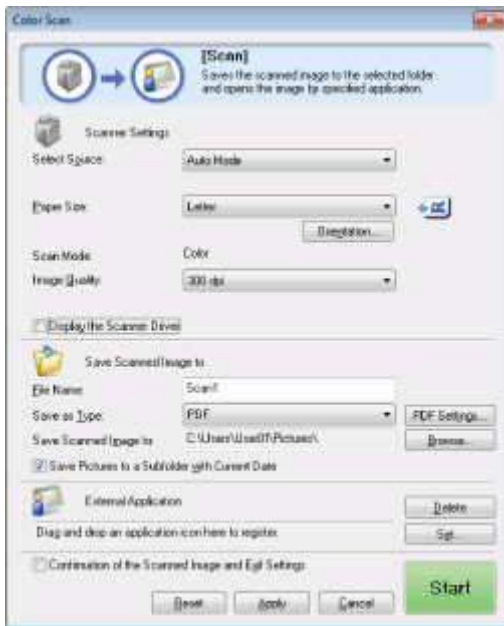 Color Scan
[Scan]
Saves the scanned image to the selected folder
and opens the image by specified application.
Scanner Settings
Select Source: Auto Mode
Paper Size: Letter
Orientation...
Scan Mode: Color
Image Quality: 300 dpi
Display the Scanner Driver
Save Scanned Image to
File Name: Scan1
Save as Type: PDF PDF Settings...
Save Scanned Image to: C:\Users\User01\Pictures\ Browse...
Save Pictures to a Subfolder with Current Date
External Application Delete
Drag and drop an application icon here to register. Set...
Confirmation of the Scanned Image and Exif Settings
Start
Reset Apply Cancel